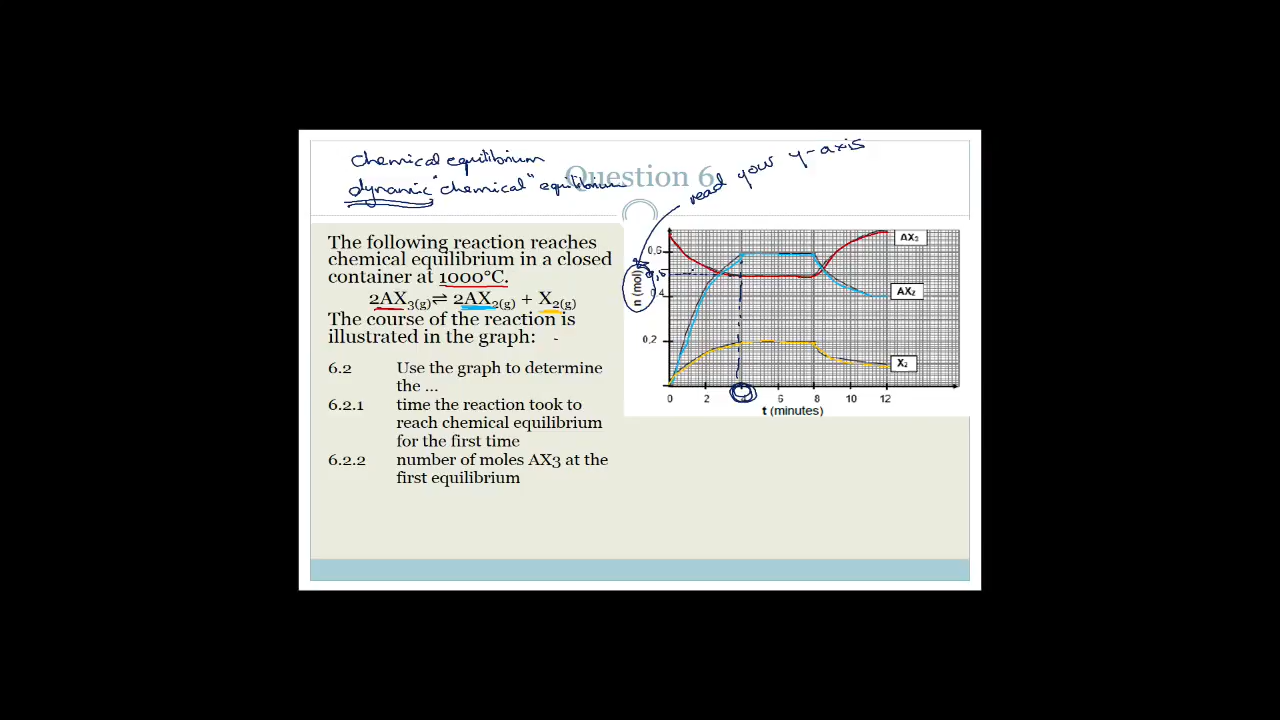 chemical equilibrium
dynamic "chemical" equilibrium
Question 6
read your y-axis
The following reaction reaches
chemical equilibrium in a closed
container at 1000°C.
2AX3(g) ⇌ 2AX2(g) + X2(g)
The course of the reaction is
illustrated in the graph:
6.2 Use the graph to determine
the ...
6.2.1 time the reaction took to
reach chemical equilibrium
for the first time
6.2.2 number of moles AX3 at the
first equilibrium
n (mol)
0,6
0,5
0,4
0,2
AX3
AX2
X2
0 2 4 6 8 10 12
t (minutes)